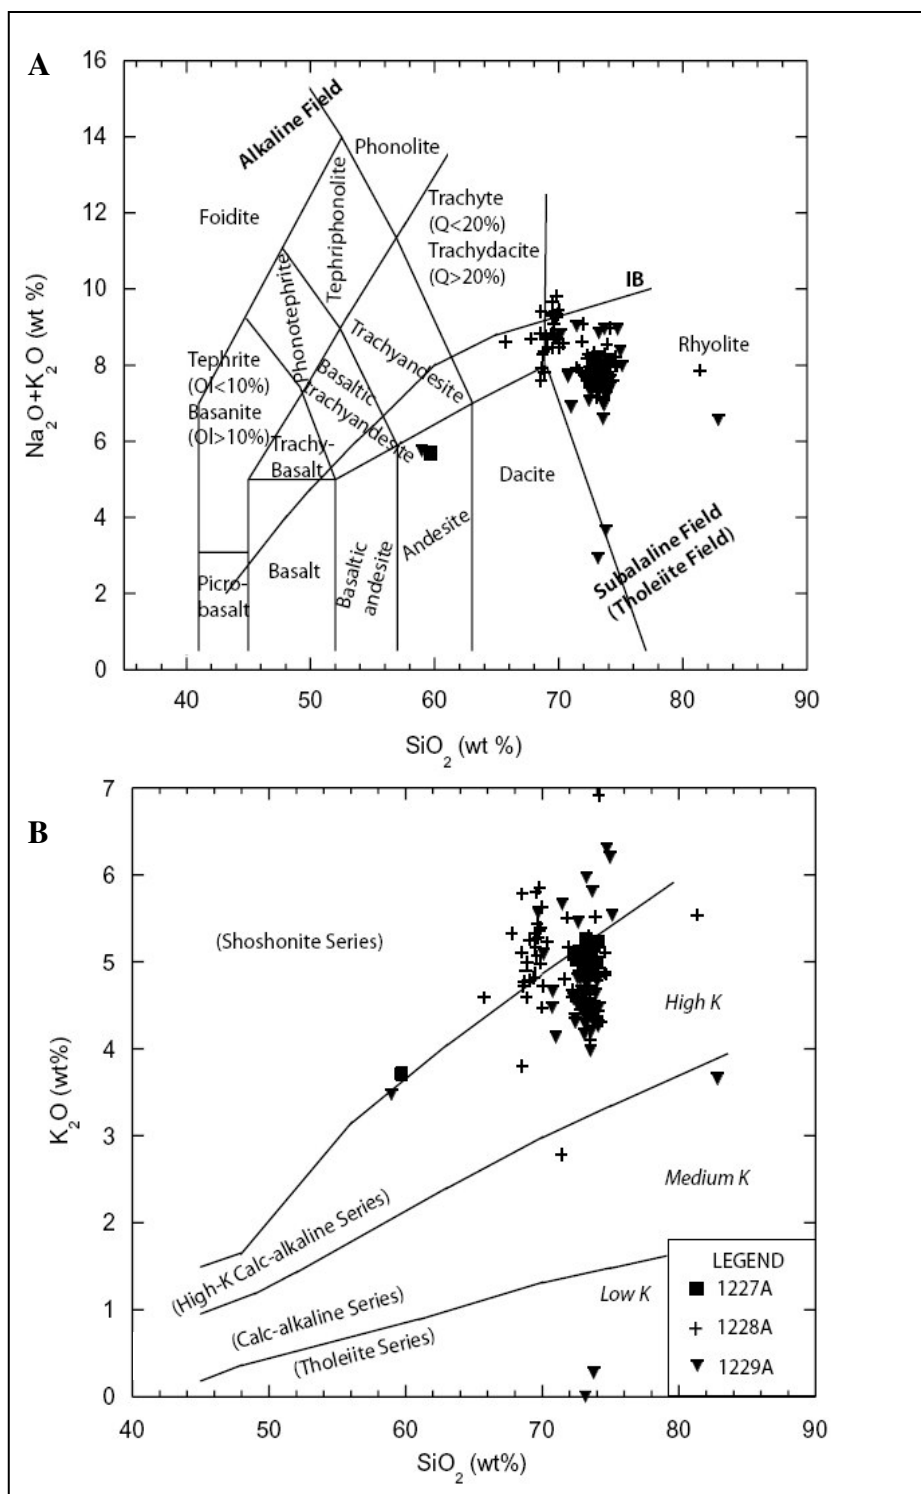 A
16
14
12
10
8
6
4
2
0
Na2O+K2O (wt %)
Alkaline Field
Phonolite
Foidite
Tephriphonolite
Trachyte
(Q<20%)
Trachydacite
(Q>20%)
IB
Phonotephrite
Trachyandesite
Rhyolite
Tephrite
(Ol<10%)
Basanite
(Ol>10%)
Basaltic
trachyandesite
Trachy-
Basalt
Dacite
Picro-
basalt
Basalt
Basaltic
andesite
Andesite
Subalaline Field
(Tholeiite Field)
40 50 60 70 80 90
SiO2 (wt %)
B
7
6
5
4
3
2
1
0
K2O (wt%)
(Shoshonite Series)
High K
Medium K
(High-K Calc-alkaline Series)
Low K
(Calc-alkaline Series)
(Tholeiite Series)
LEGEND
1227A
1228A
1229A
40 50 60 70 80 90
SiO2 (wt%)